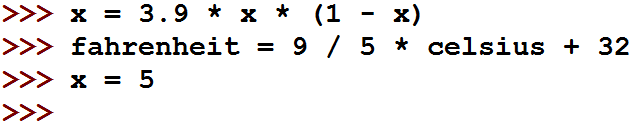 >>> x = 3.9 * x * (1 - x)
>>> fahrenheit = 9 / 5 * celsius + 32
>>> x = 5
>>>